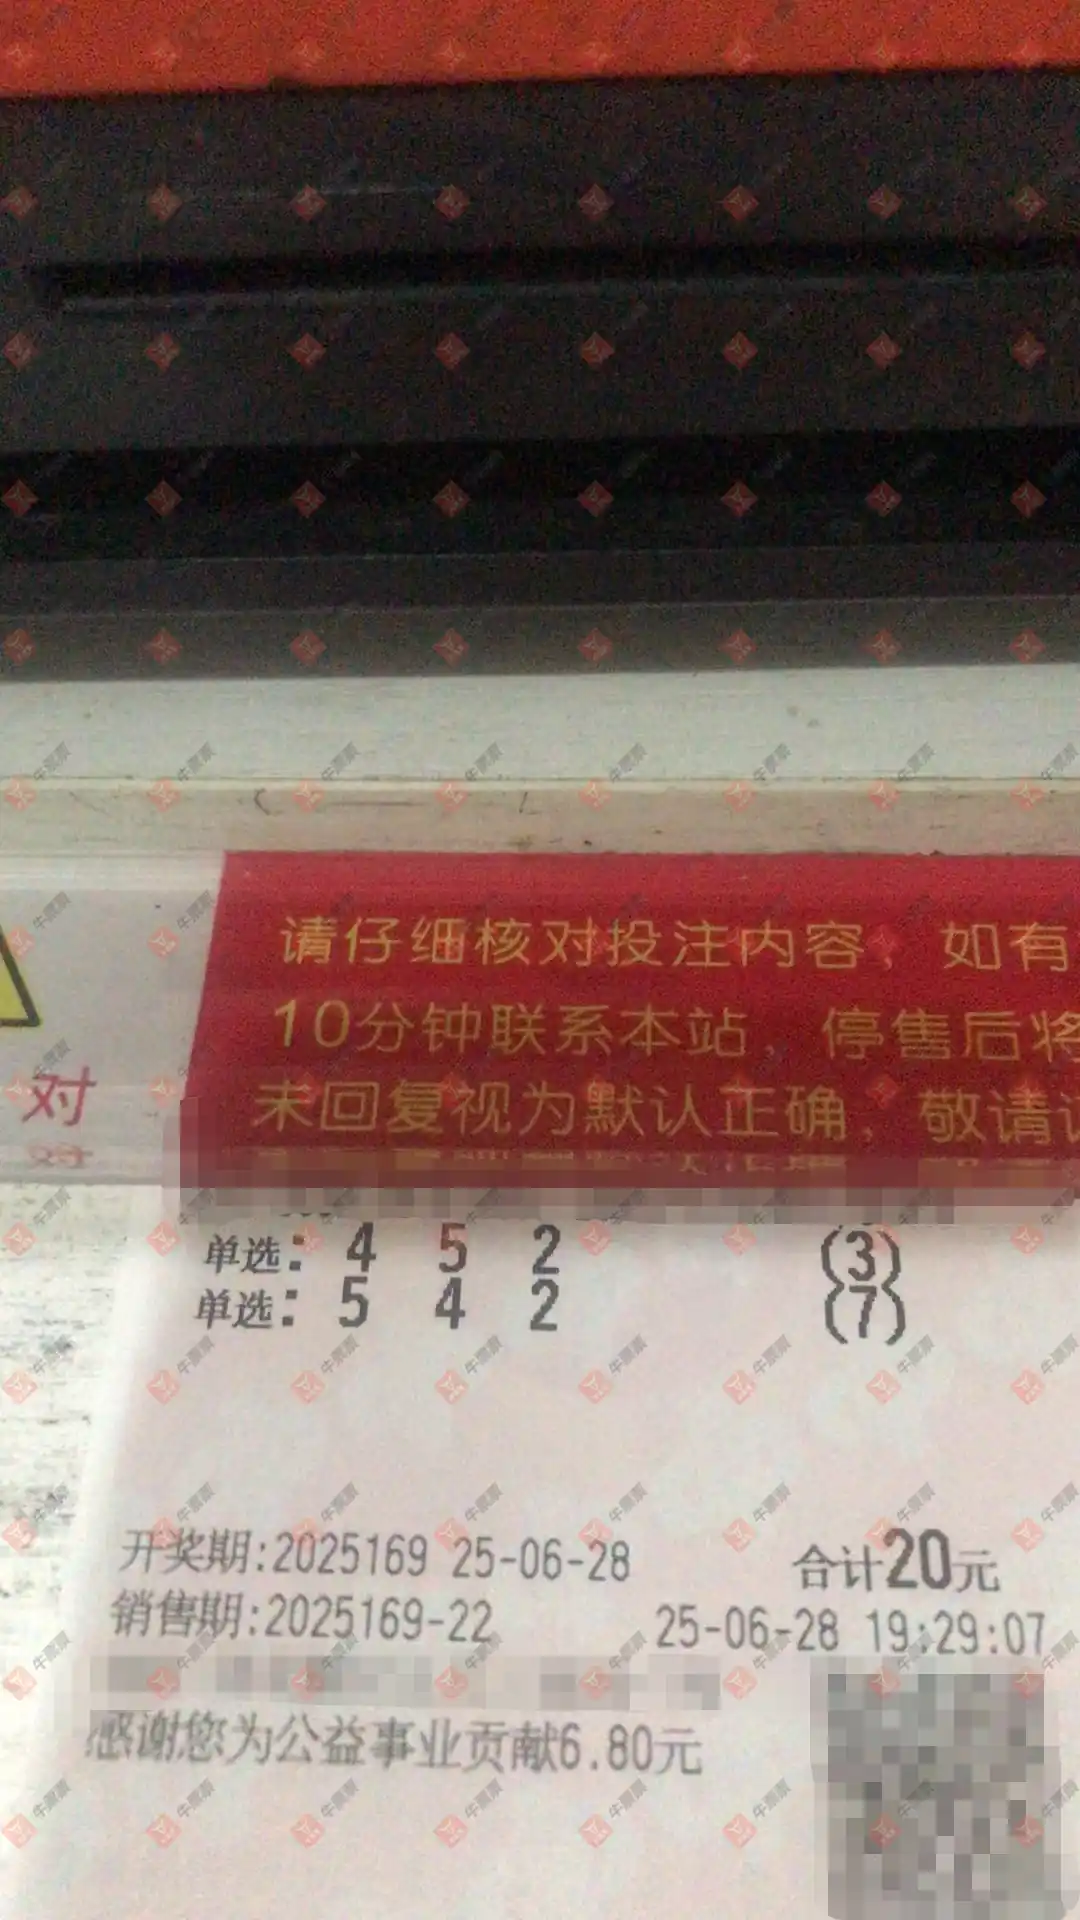 请仔细核对投注内容，如有
10分钟联系本站，停售后将
未回复视为默认正确，敬请
对
单选: 4 5 2 (3)
单选: 5 4 2 (7)
开奖期:2025169 25-06-28 合计20元
销售期:2025169-22 25-06-28 19:29:07
感谢您为公益事业贡献6.80元
牛票票